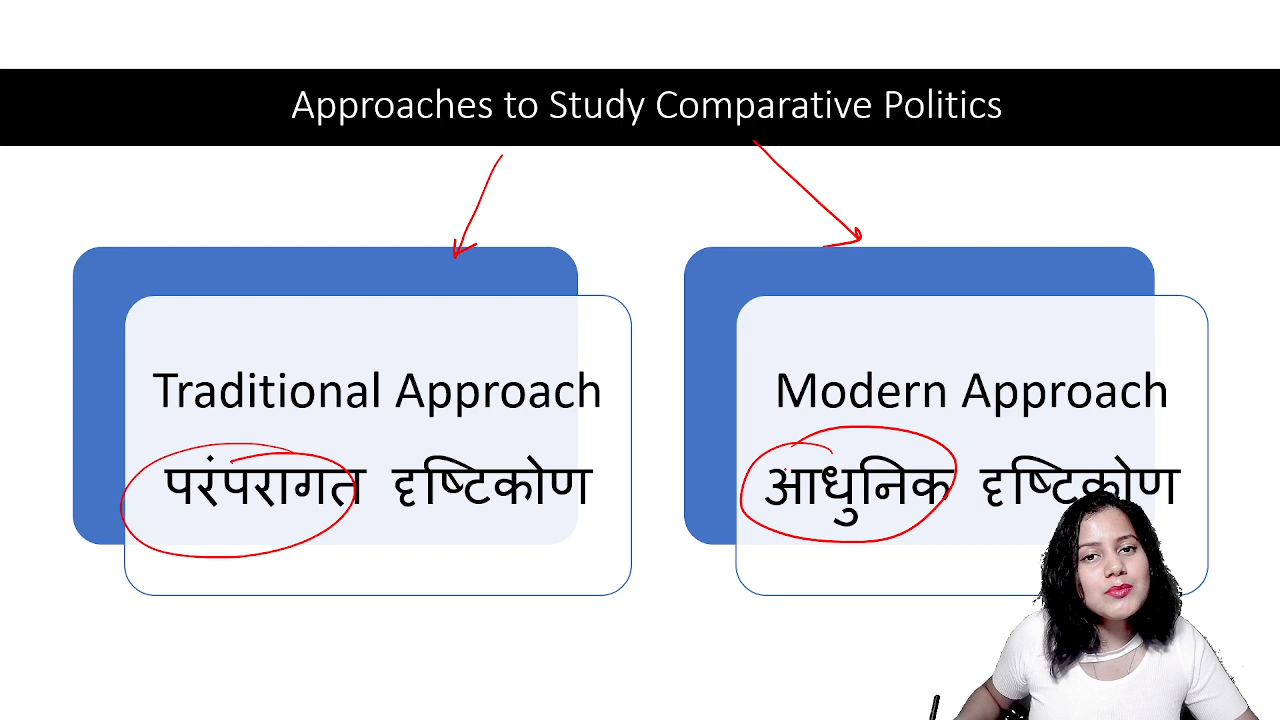 Approaches to Study Comparative Politics
Traditional Approach
परंपरागत दृष्टिकोण
Modern Approach
आधुनिक दृष्टिकोण